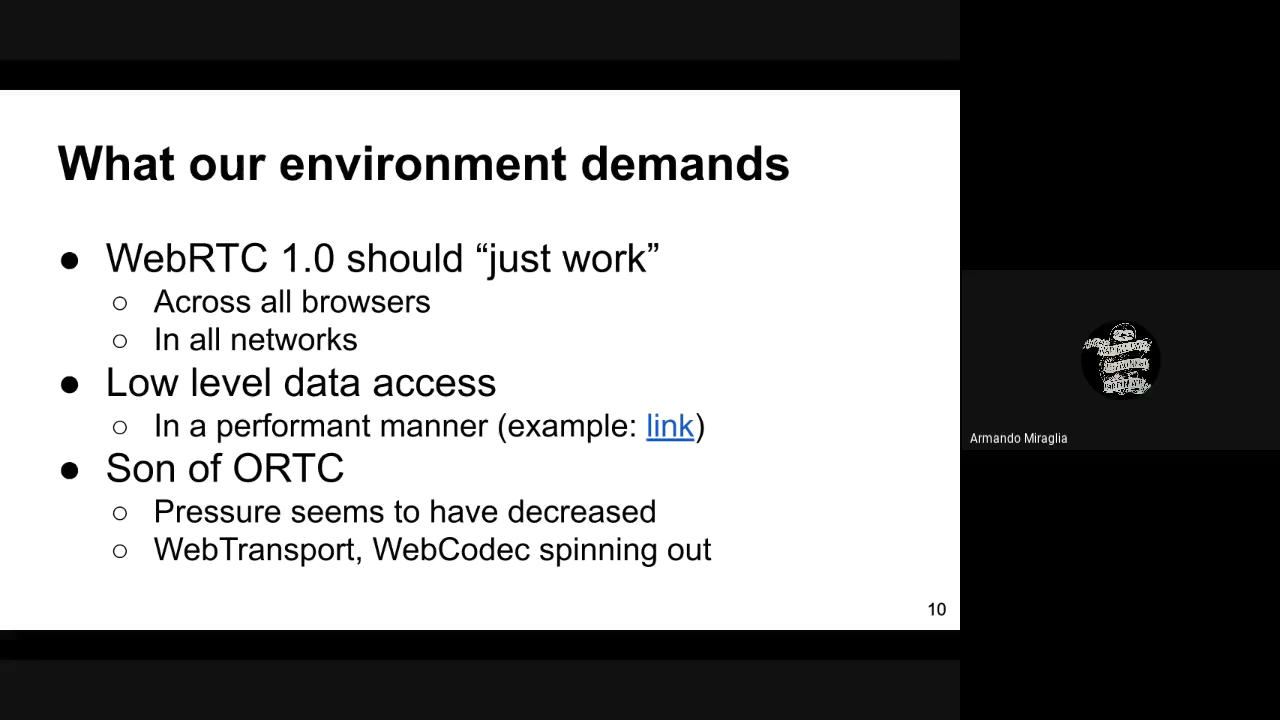 What our environment demands
● WebRTC 1.0 should “just work”
○ Across all browsers
○ In all networks
● Low level data access
○ In a performant manner (example: link)
● Son of ORTC
○ Pressure seems to have decreased
○ WebTransport, WebCodec spinning out
10
Armando Miraglia